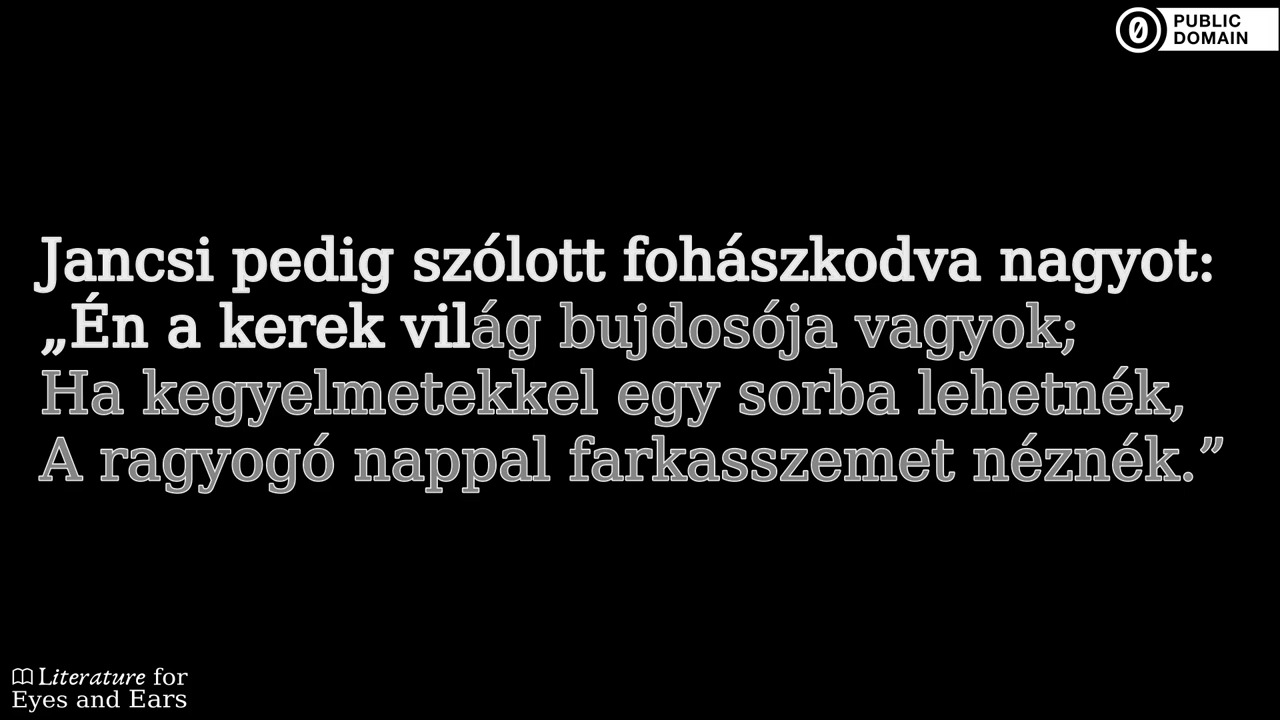 PUBLIC
DOMAIN
Jancsi pedig szólott fohászkodva nagyot:
„Én a kerek világ bujdosója vagyok;
Ha kegyelmetekkel egy sorba lehetnék,
A ragyogó nappal farkasszemet néznék.”
Literature for
Eyes and Ears